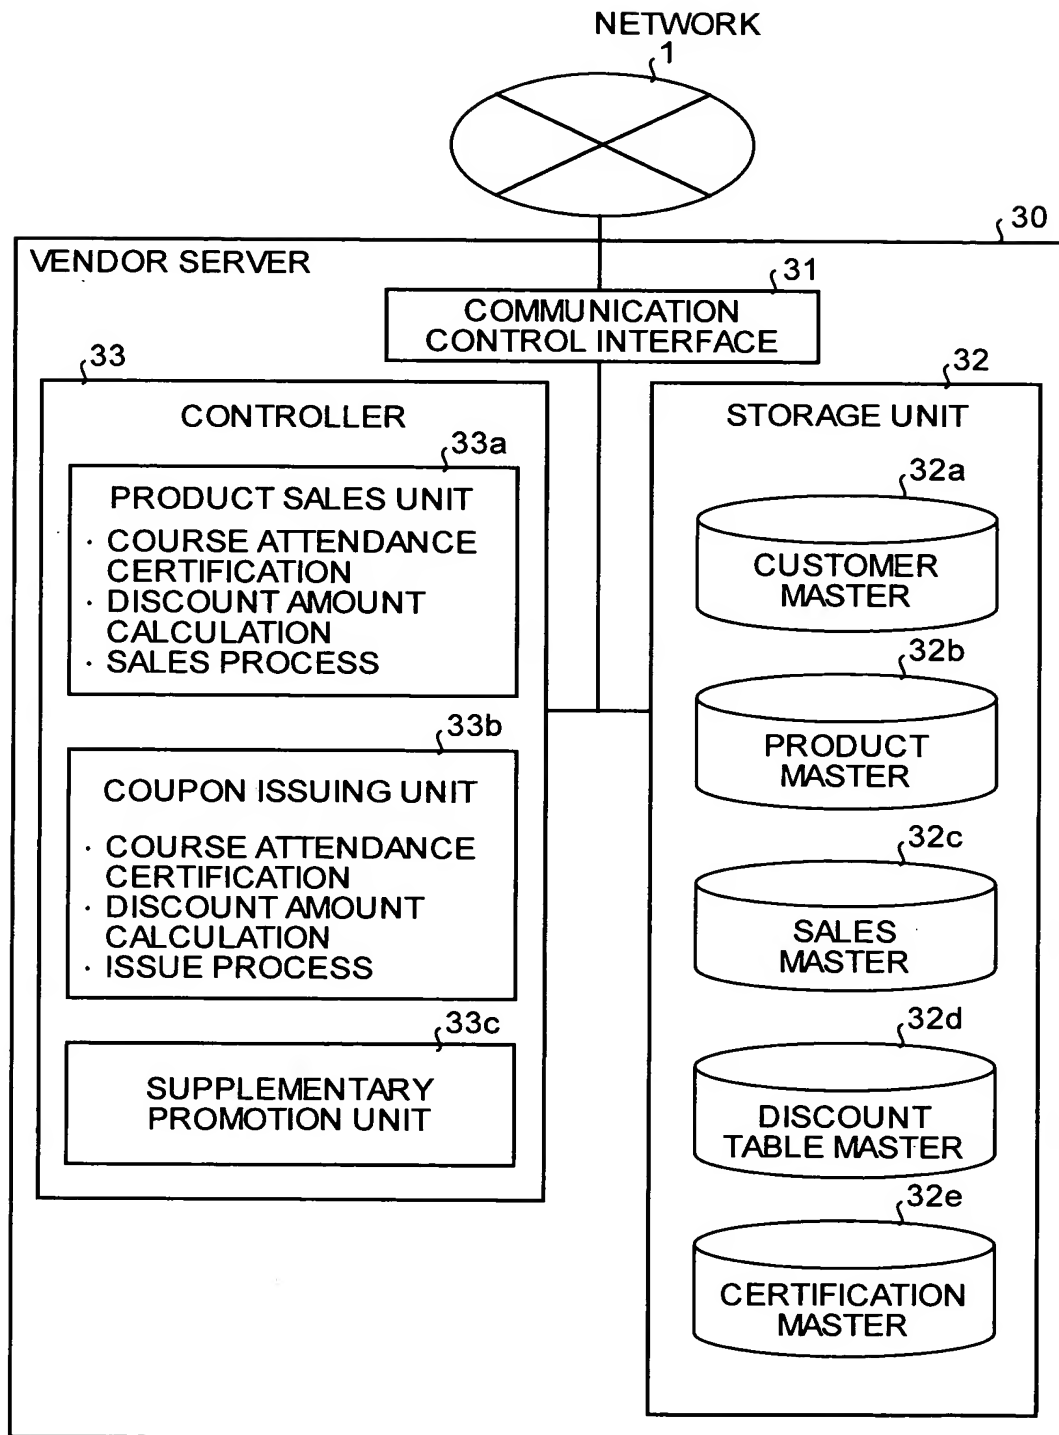 NETWORK
1
30
VENDOR SERVER
31
COMMUNICATION
CONTROL INTERFACE
33
CONTROLLER
33a
PRODUCT SALES UNIT
· COURSE ATTENDANCE
CERTIFICATION
· DISCOUNT AMOUNT
CALCULATION
· SALES PROCESS
33b
COUPON ISSUING UNIT
· COURSE ATTENDANCE
CERTIFICATION
· DISCOUNT AMOUNT
CALCULATION
· ISSUE PROCESS
33c
SUPPLEMENTARY
PROMOTION UNIT
32
STORAGE UNIT
32a
CUSTOMER
MASTER
32b
PRODUCT
MASTER
32c
SALES
MASTER
32d
DISCOUNT
TABLE MASTER
32e
CERTIFICATION
MASTER